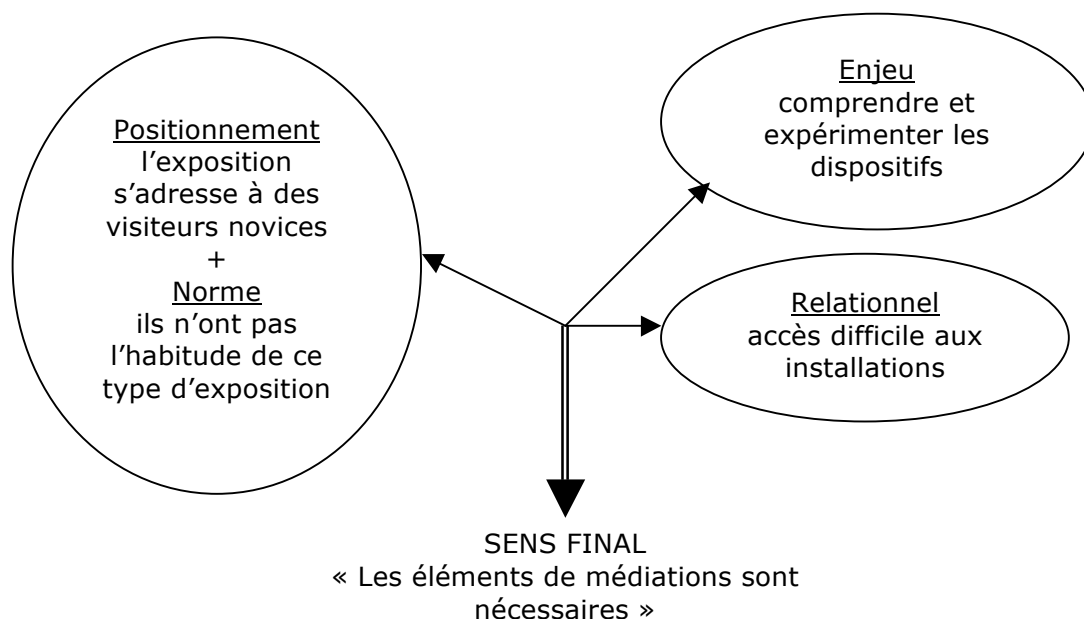 Positionnement
l’exposition
s’adresse à des
visiteurs novices
+
Norme
ils n’ont pas
l’habitude de ce
type d’exposition
Enjeu
comprendre et
expérimenter les
dispositifs
Relationnel
accès difficile aux
installations
SENS FINAL
« Les éléments de médiations sont
nécessaires »